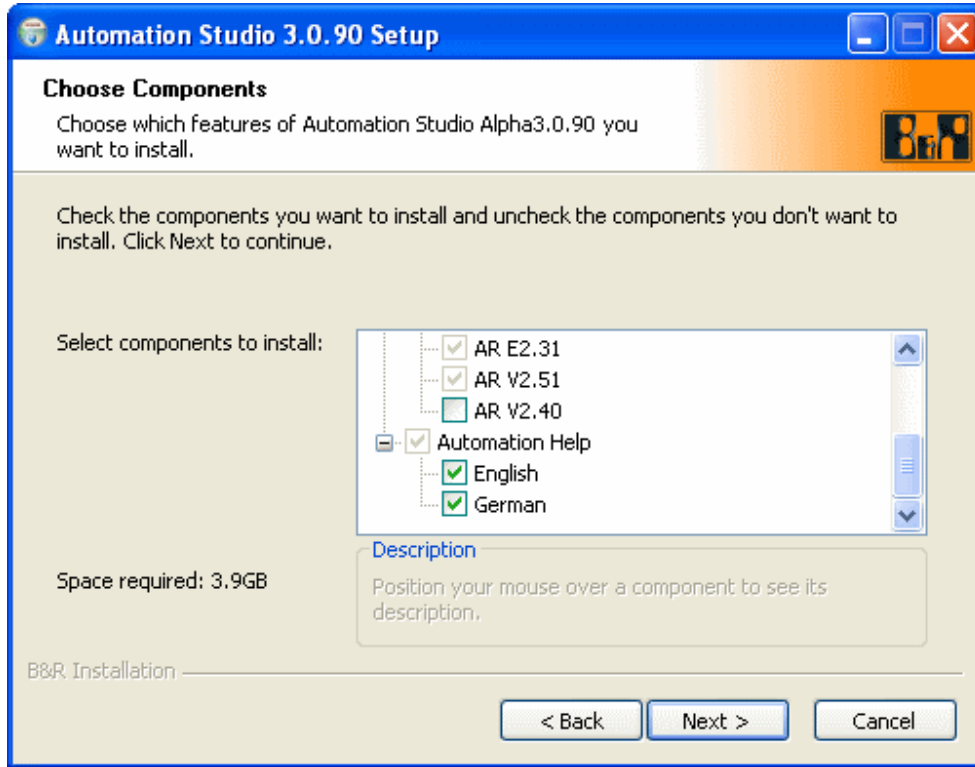 Automation Studio 3.0.90 Setup
Choose Components
Choose which features of Automation Studio Alpha3.0.90 you
want to install.
B&R
Check the components you want to install and uncheck the components you don't want to
install. Click Next to continue.
Select components to install:
AR E2.31
AR V2.51
AR V2.40
Automation Help
English
German
Space required: 3.9GB
Description
Position your mouse over a component to see its
description.
B&R Installation
< Back
Next >
Cancel